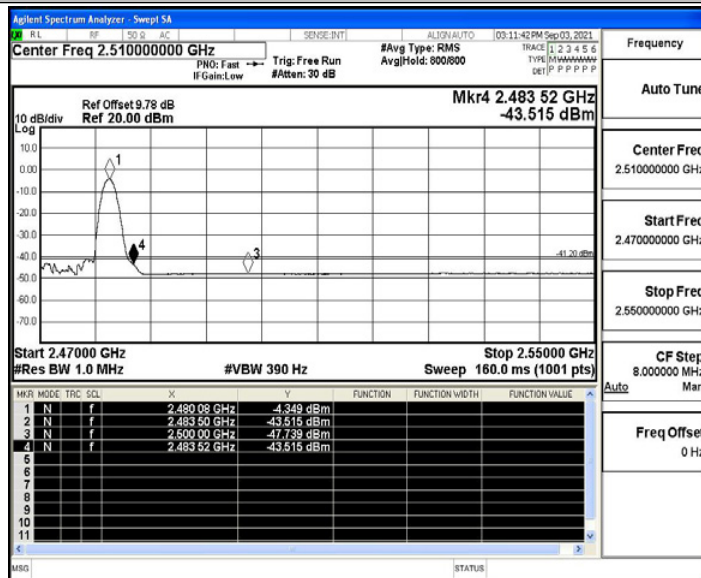 Agilent Spectrum Analyzer - Swept SA
RL RF 50 Ω AC SENSE:INT ALIGNAUTO 03:11:42 PM Sep 03, 2021
Center Freq 2.510000000 GHz #Avg Type: RMS TRACE 1 2 3 4 5 6
PNO: Fast Trig: Free Run Avg|Hold: 800/800 TYPE M
IFGain:Low #Atten: 30 dB DET P P P P P P
Frequency
Auto Tune
Mkr4 2.483 52 GHz
-43.515 dBm
Ref Offset 9.78 dB
10 dB/div Ref 20.00 dBm
Log
10.0
0.00
-10.0
-20.0
-30.0
-40.0
-50.0
-60.0
-70.0
1
4
3
-41.20 dBm
Center Freq
2.510000000 GHz
Start Freq
2.470000000 GHz
Stop Freq
2.550000000 GHz
Start 2.47000 GHz Stop 2.55000 GHz
#Res BW 1.0 MHz #VBW 390 Hz Sweep 160.0 ms (1001 pts)
CF Step
8.000000 MHz
Auto Man
Freq Offset
0 Hz
MKR MODE TRC SCL X Y FUNCTION FUNCTION WIDTH FUNCTION VALUE
1 N f 2.480 08 GHz -4.349 dBm
2 N f 2.483 50 GHz -43.515 dBm
3 N f 2.500 00 GHz -47.739 dBm
4 N f 2.483 52 GHz -43.515 dBm
5
6
7
8
9
10
11
MSG STATUS